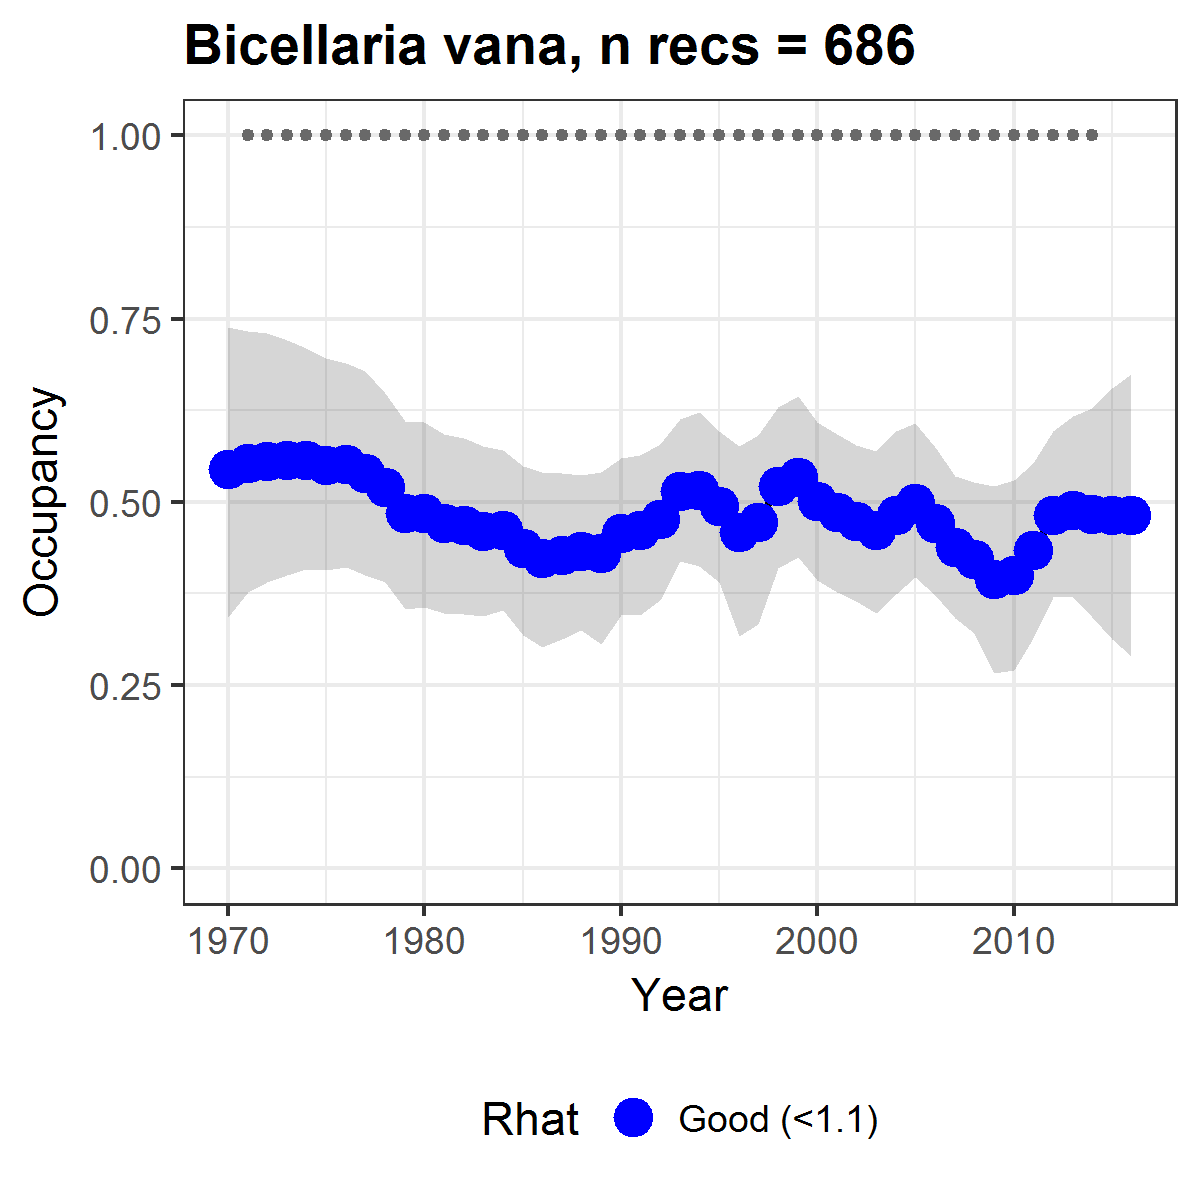 Bicellaria vana, n recs = 686
1.00
0.75
0.50
0.25
0.00
Occupancy
1970 1980 1990 2000 2010
Year
Rhat Good (<1.1)